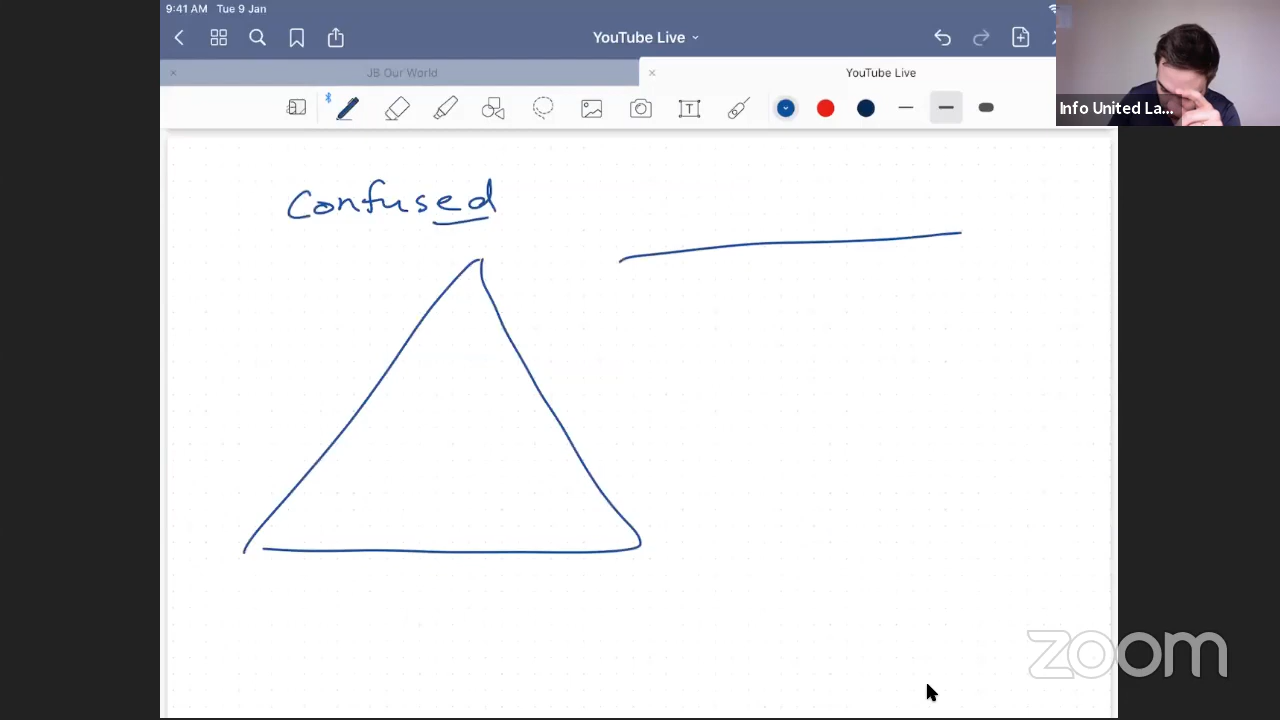 9:41 AM Tue 9 Jan
YouTube Live
JB Our World
YouTube Live
T
Info United La...
Confused
zoom